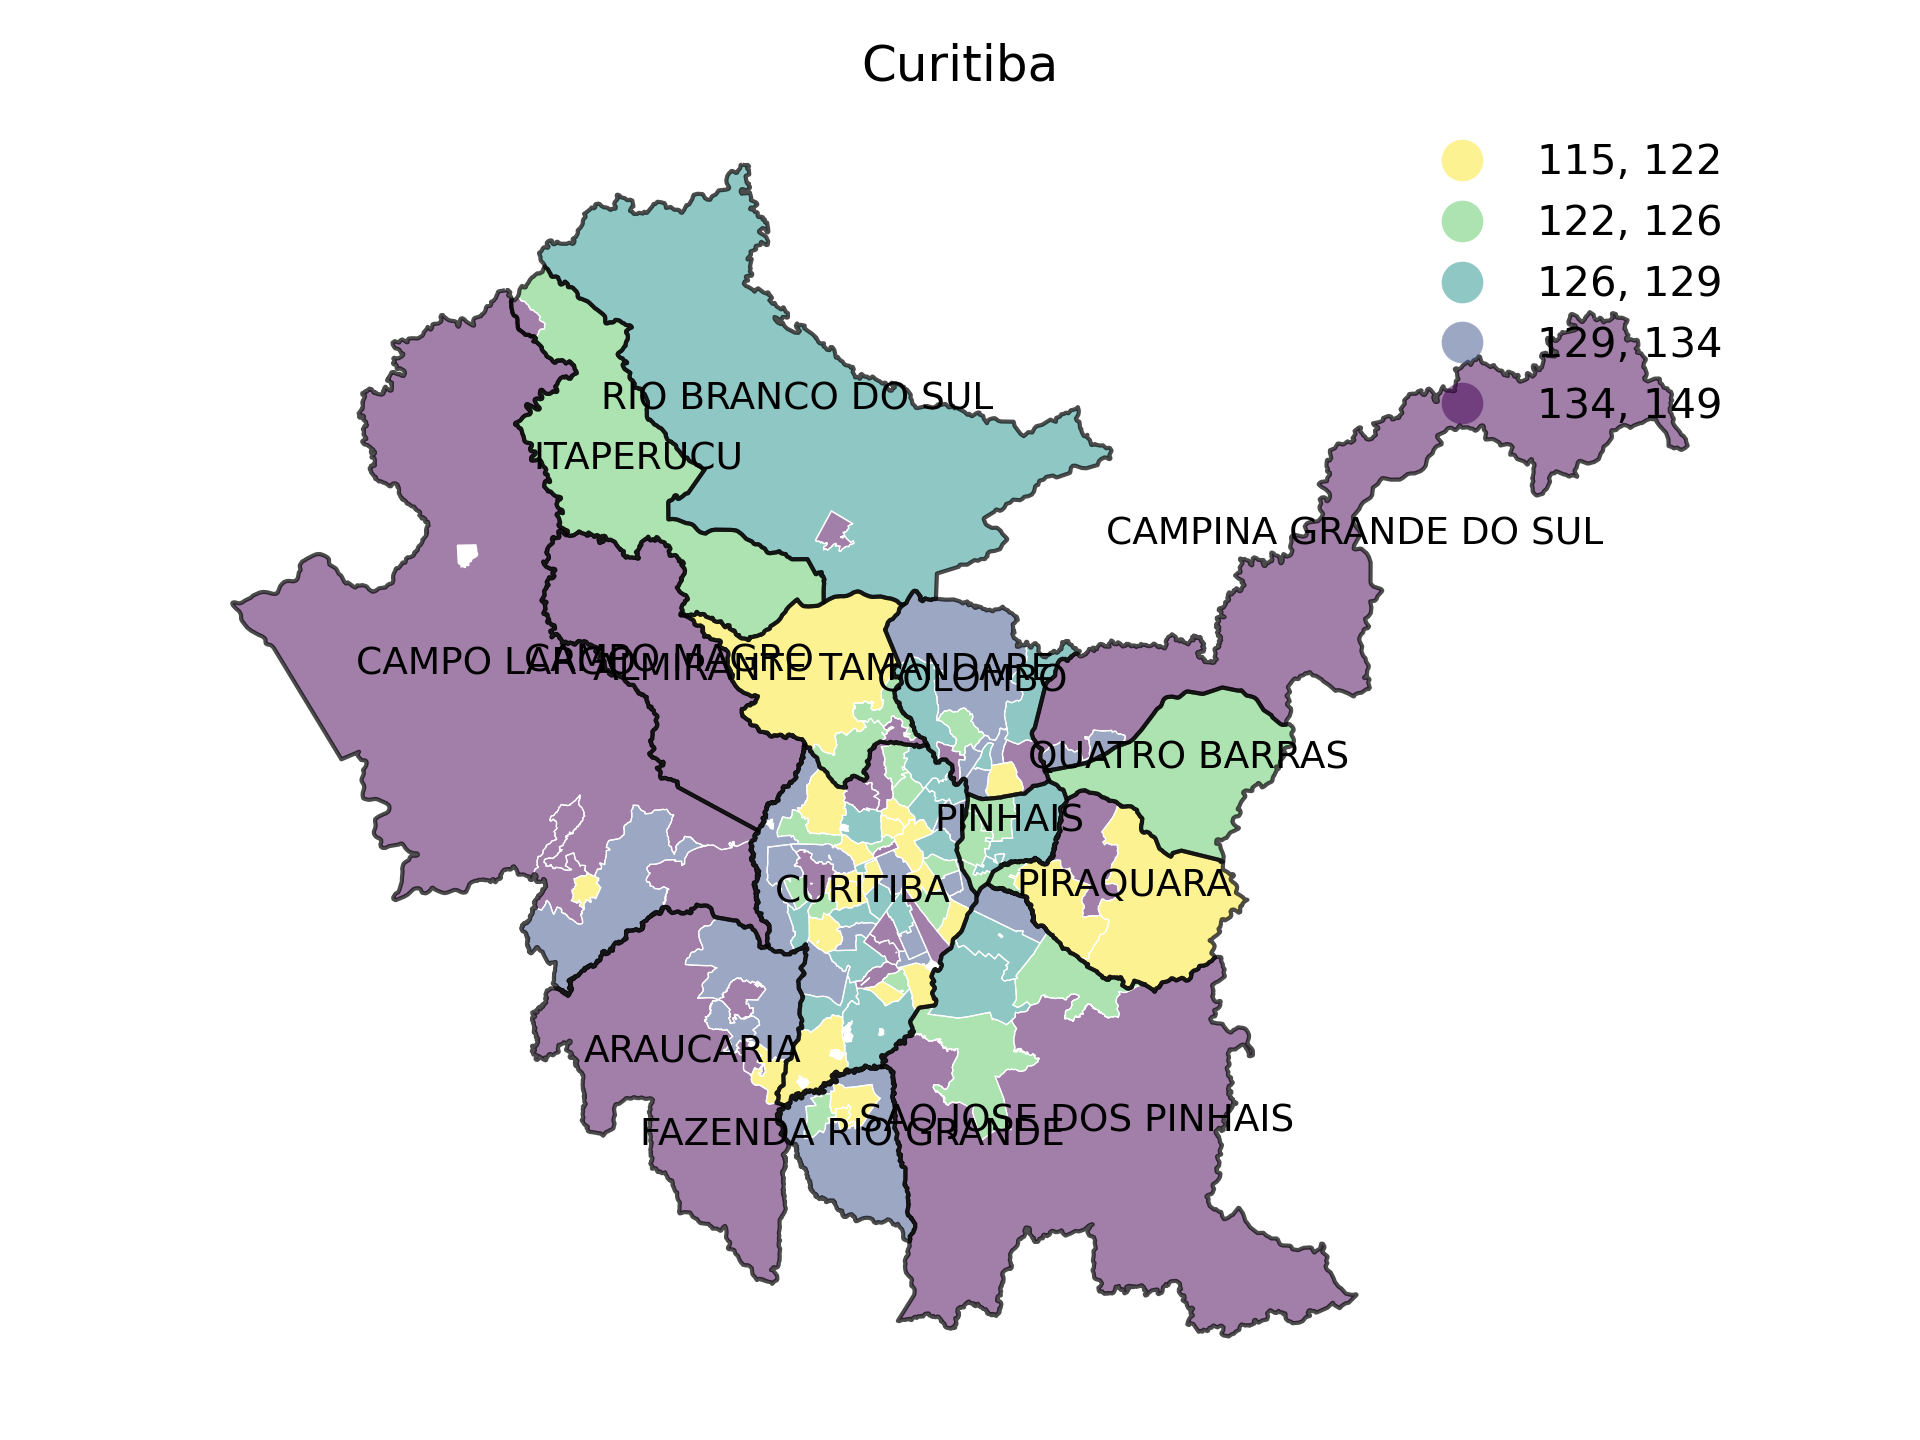 Curitiba
115, 122
122, 126
126, 129
129, 134
134, 149
RIO BRANCO DO SUL
ITAPERUCU
CAMPINA GRANDE DO SUL
CAMPO LARGO
CAMPO MAGRO
ALMIRANTE TAMANDARE
COLOMBO
QUATRO BARRAS
PINHAIS
PIRAQUARA
CURITIBA
ARAUCARIA
SAO JOSE DOS PINHAIS
FAZENDA RIO GRANDE